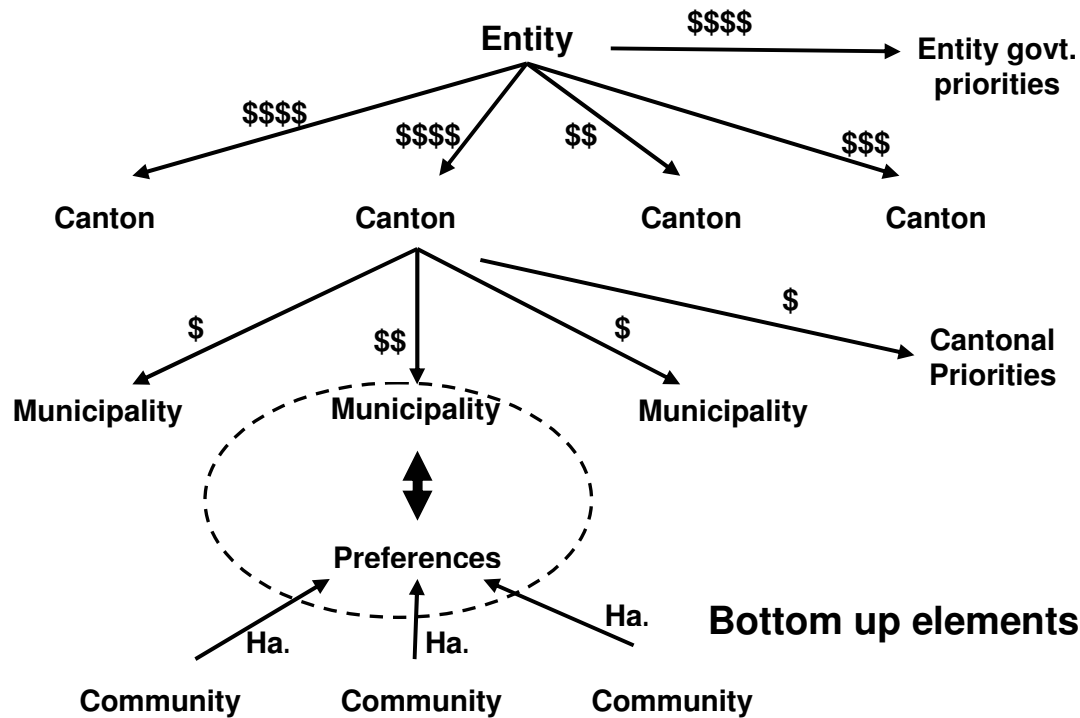 $$$$
Entity
Entity govt.
priorities
$$$$
$$$$
$$
$$$
Canton
Canton
Canton
Canton
$
$$
$
$
Cantonal
Priorities
Municipality
Municipality
Municipality
Preferences
Ha.
Ha.
Ha.
Bottom up elements
Community
Community
Community